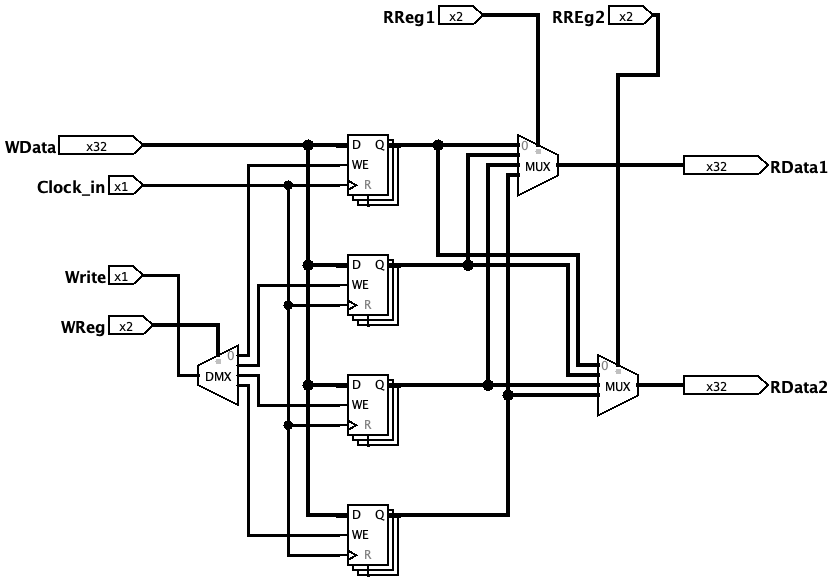 RReg1 x2
RREg2 x2
WData x32
D Q
WE
R
0
MUX
x32 RData1
Clock_in x1
Write x1
D Q
WE
R
WReg x2
0
DMX
D Q
WE
R
0
MUX
x32 RData2
D Q
WE
R